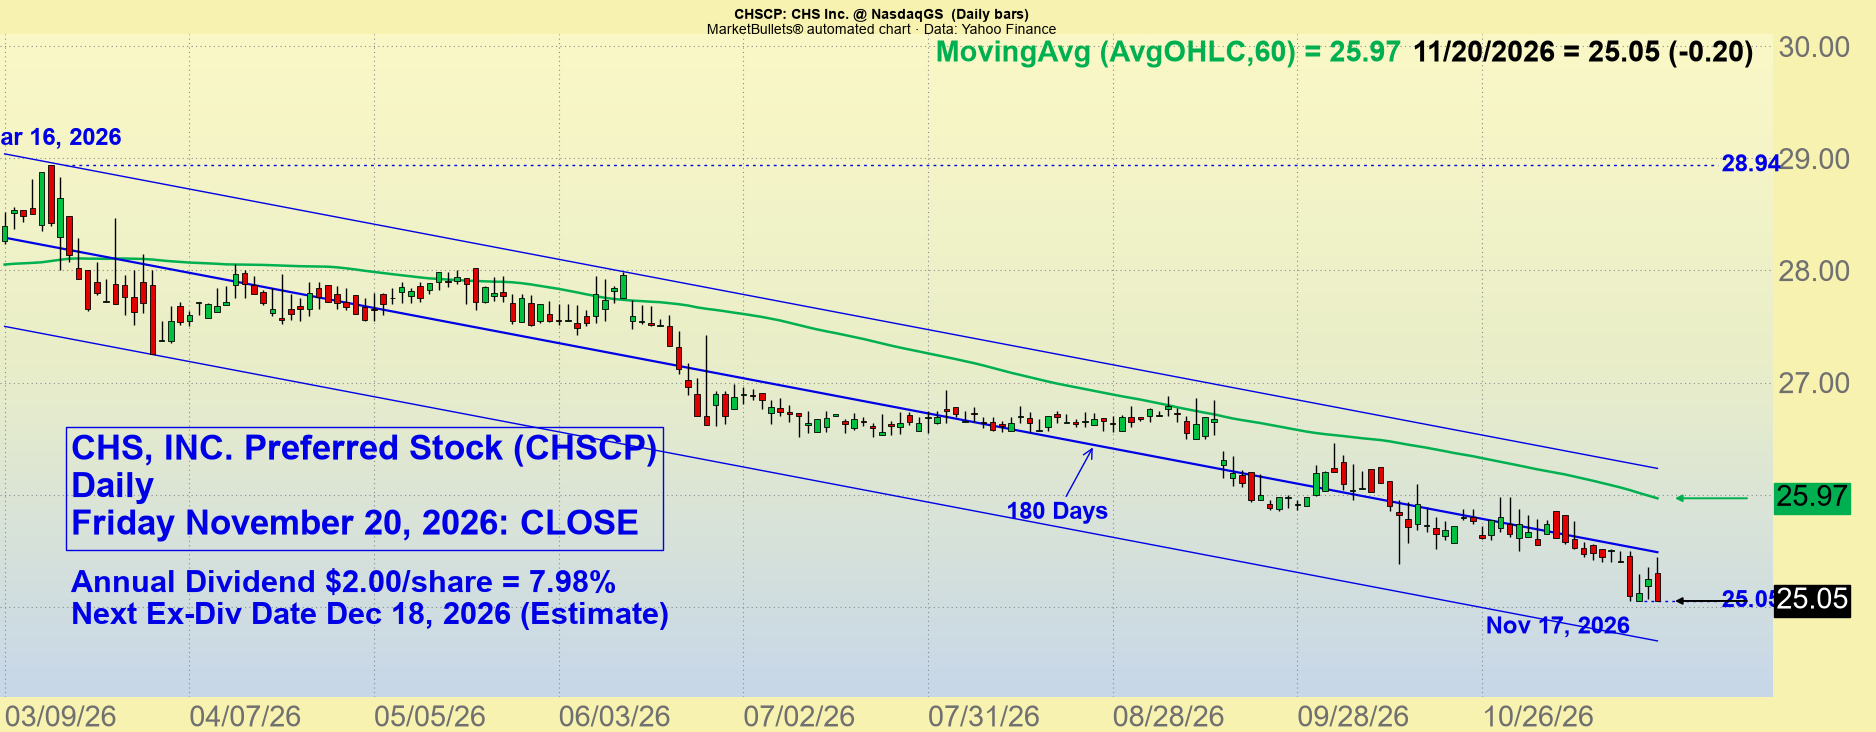 CHSCP: CHS Inc. @ NasdaqGS (Daily bars)
MarketBullets® automated chart · Data: Yahoo Finance
MovingAvg (AvgOHLC,60) = 25.97 11/20/2026 = 25.05 (-0.20)
30.00
ar 16, 2026
28.94
29.00
28.00
27.00
CHS, INC. Preferred Stock (CHSCP)
Daily
Friday November 20, 2026: CLOSE
180 Days
25.97
Annual Dividend $2.00/share = 7.98%
Next Ex-Div Date Dec 18, 2026 (Estimate)
25.05
25.05
Nov 17, 2026
03/09/26 04/07/26 05/05/26 06/03/26 07/02/26 07/31/26 08/28/26 09/28/26 10/26/26